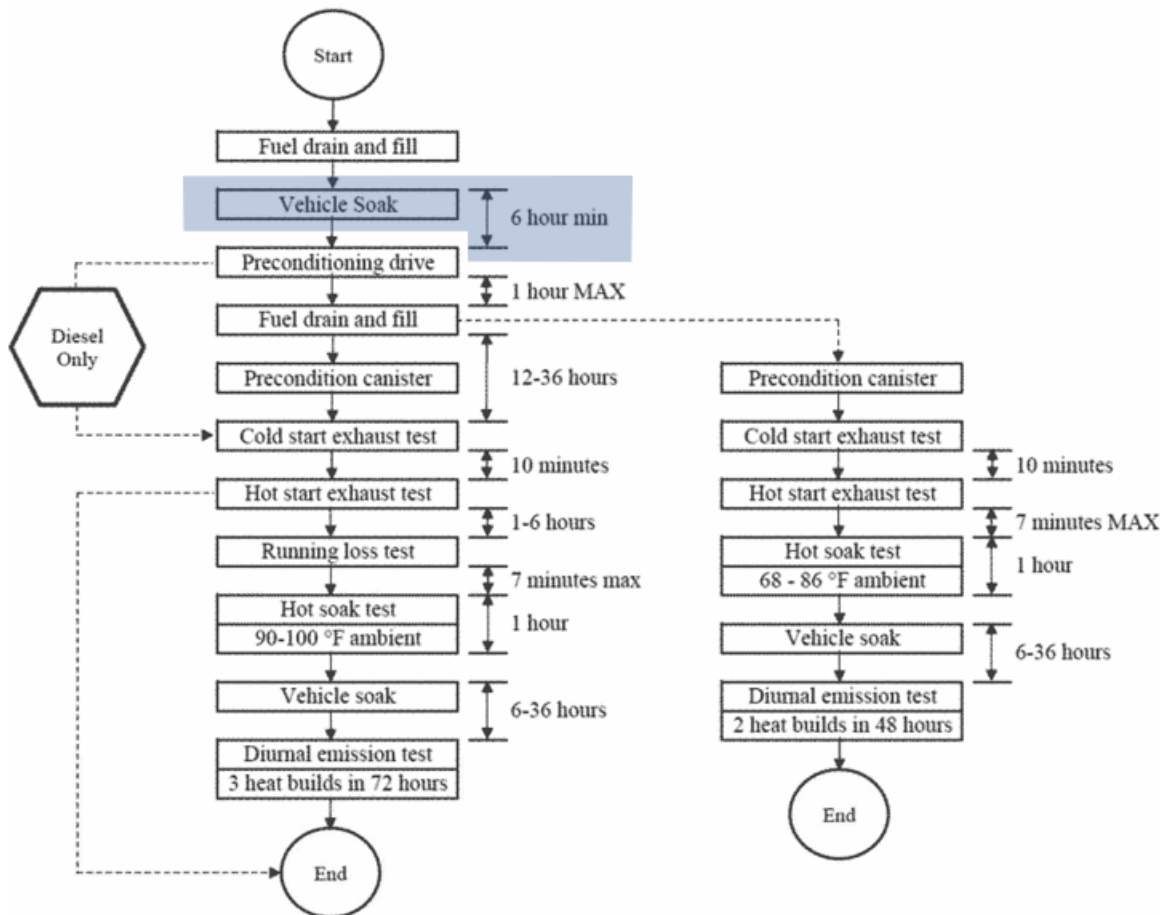 Start
Fuel drain and fill
Vehicle Soak
6 hour min
Preconditioning drive
1 hour MAX
Diesel
Only
Fuel drain and fill
12-36 hours
Precondition canister
Cold start exhaust test
10 minutes
Hot start exhaust test
1-6 hours
Running loss test
7 minutes max
Hot soak test
90-100 °F ambient
1 hour
Vehicle soak
6-36 hours
Diurnal emission test
3 heat builds in 72 hours
End
Precondition canister
Cold start exhaust test
10 minutes
Hot start exhaust test
7 minutes MAX
Hot soak test
68 - 86 °F ambient
1 hour
Vehicle soak
6-36 hours
Diurnal emission test
2 heat builds in 48 hours
End